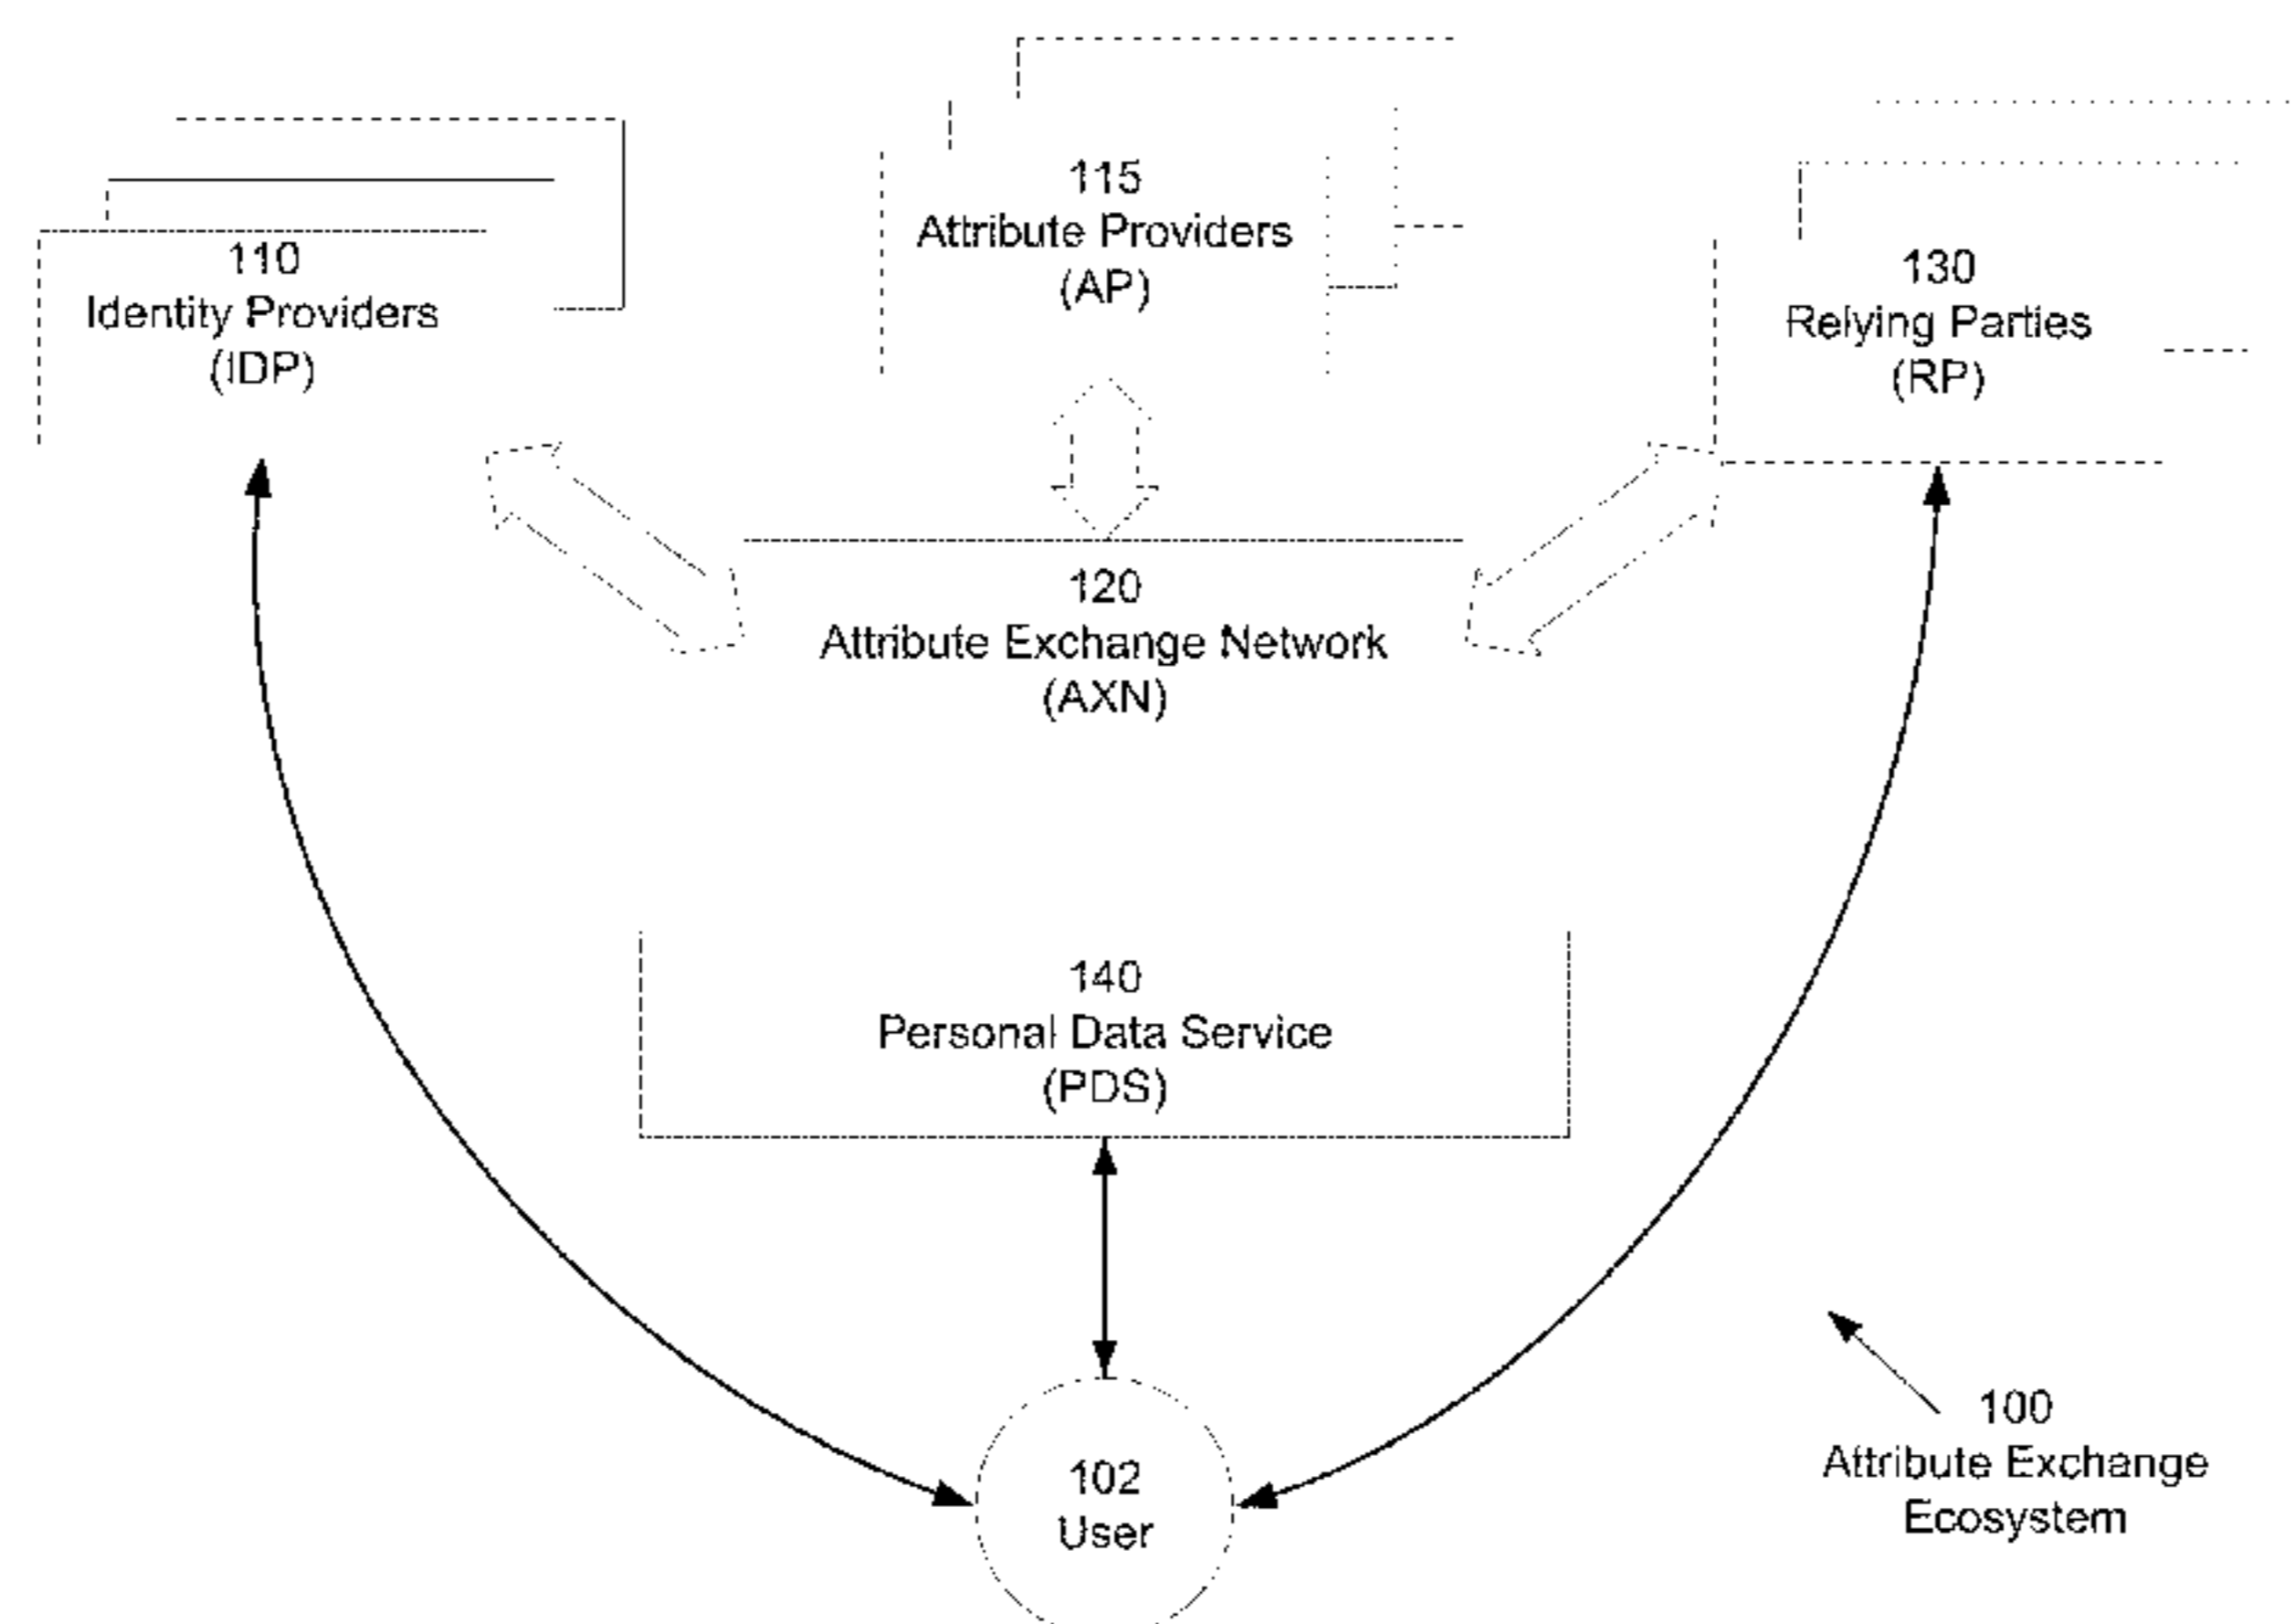 115
Attribute Providers
(AP)
110
Identity Providers
(IDP)
130
Relying Parties
(RP)
120
Attribute Exchange Network
(AXN)
140
Personal Data Service
(PDS)
102
User
100
Attribute Exchange
Ecosystem